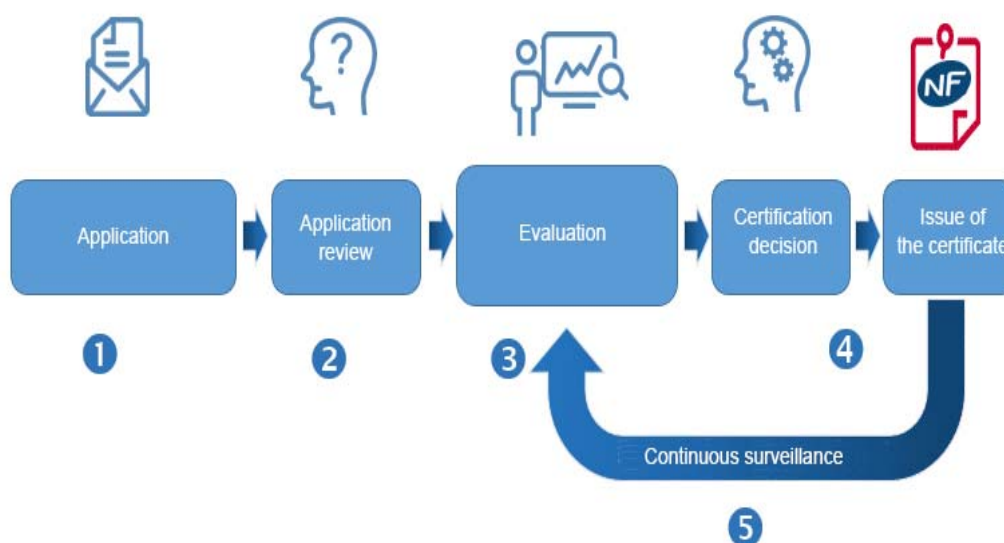 ?
NF
Application
Application
review
Evaluation
Certification
decision
Issue of
the certificate
1
2
3
4
Continuous surveillance
5